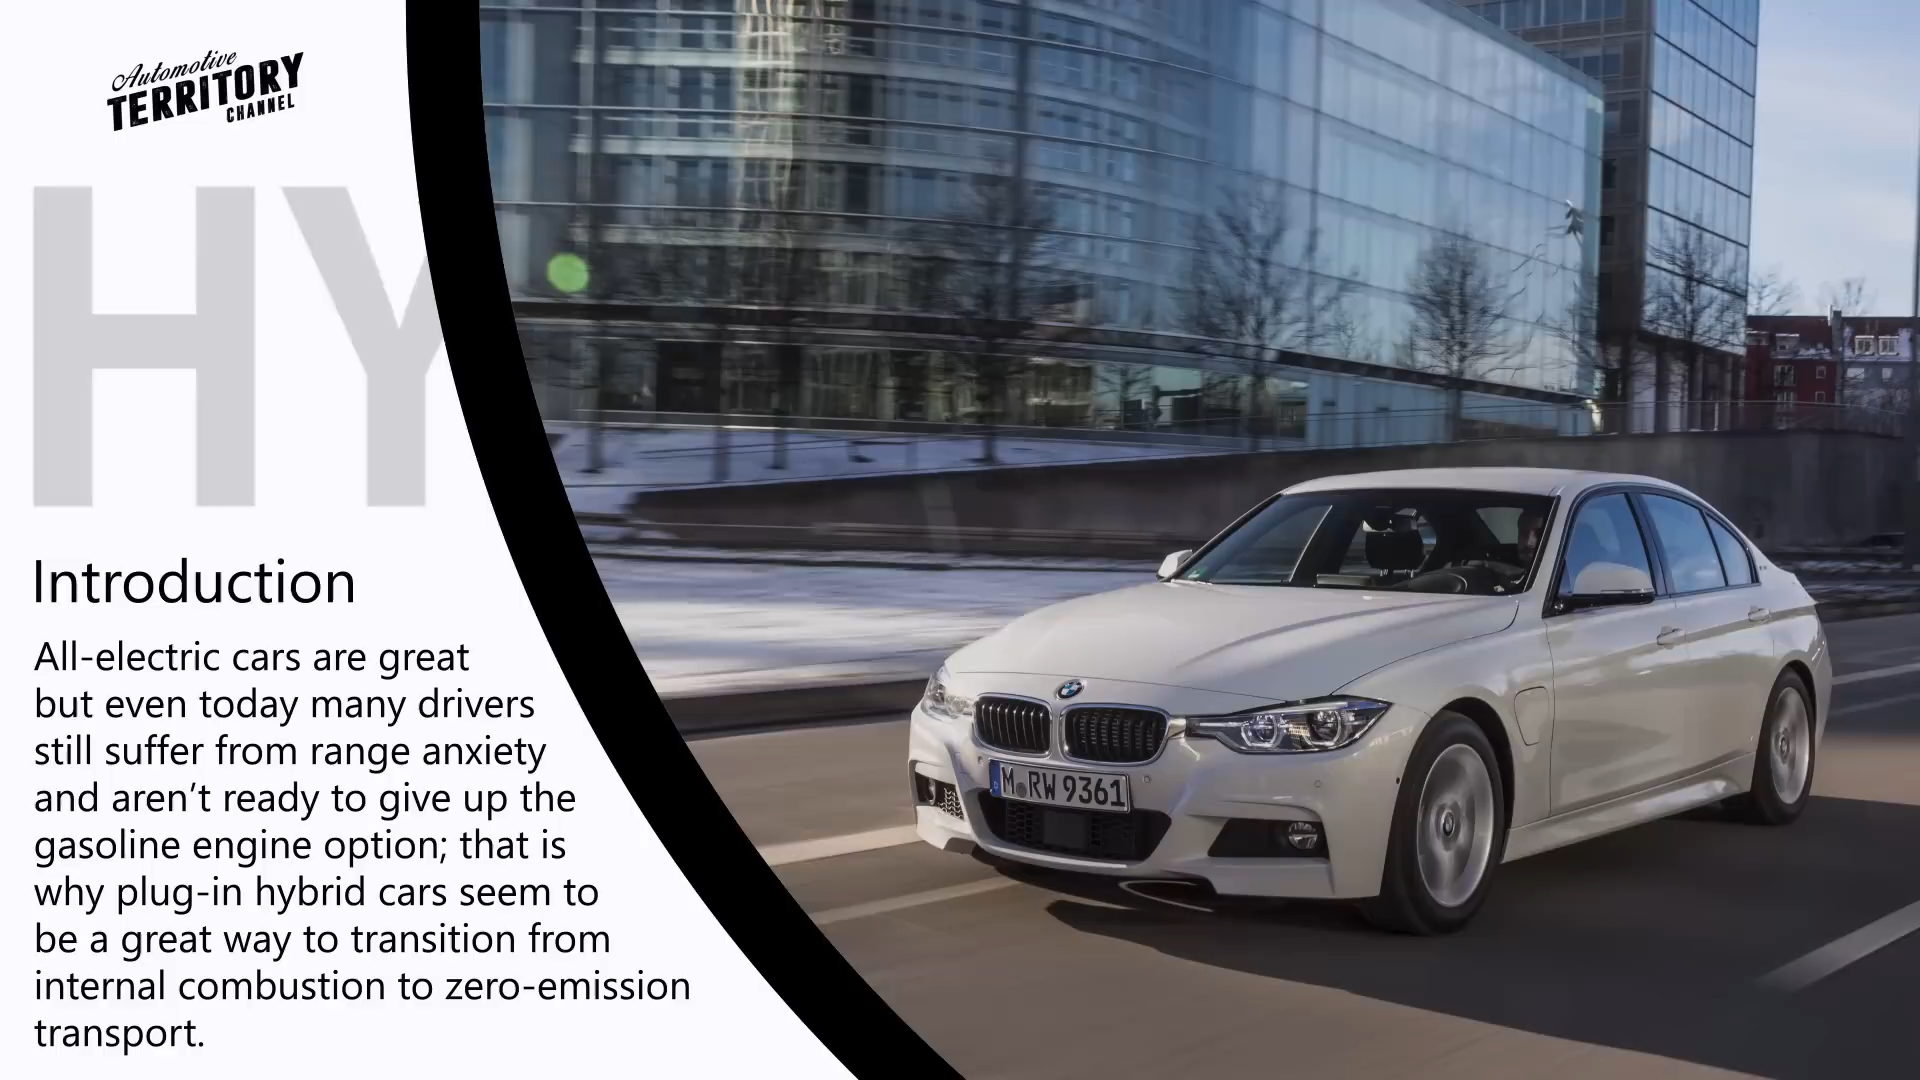 Automotive
TERRITORY
CHANNEL
HY
Introduction
All-electric cars are great
but even today many drivers
still suffer from range anxiety
and aren’t ready to give up the
gasoline engine option; that is
why plug-in hybrid cars seem to
be a great way to transition from
internal combustion to zero-emission
transport.
M RW 9361